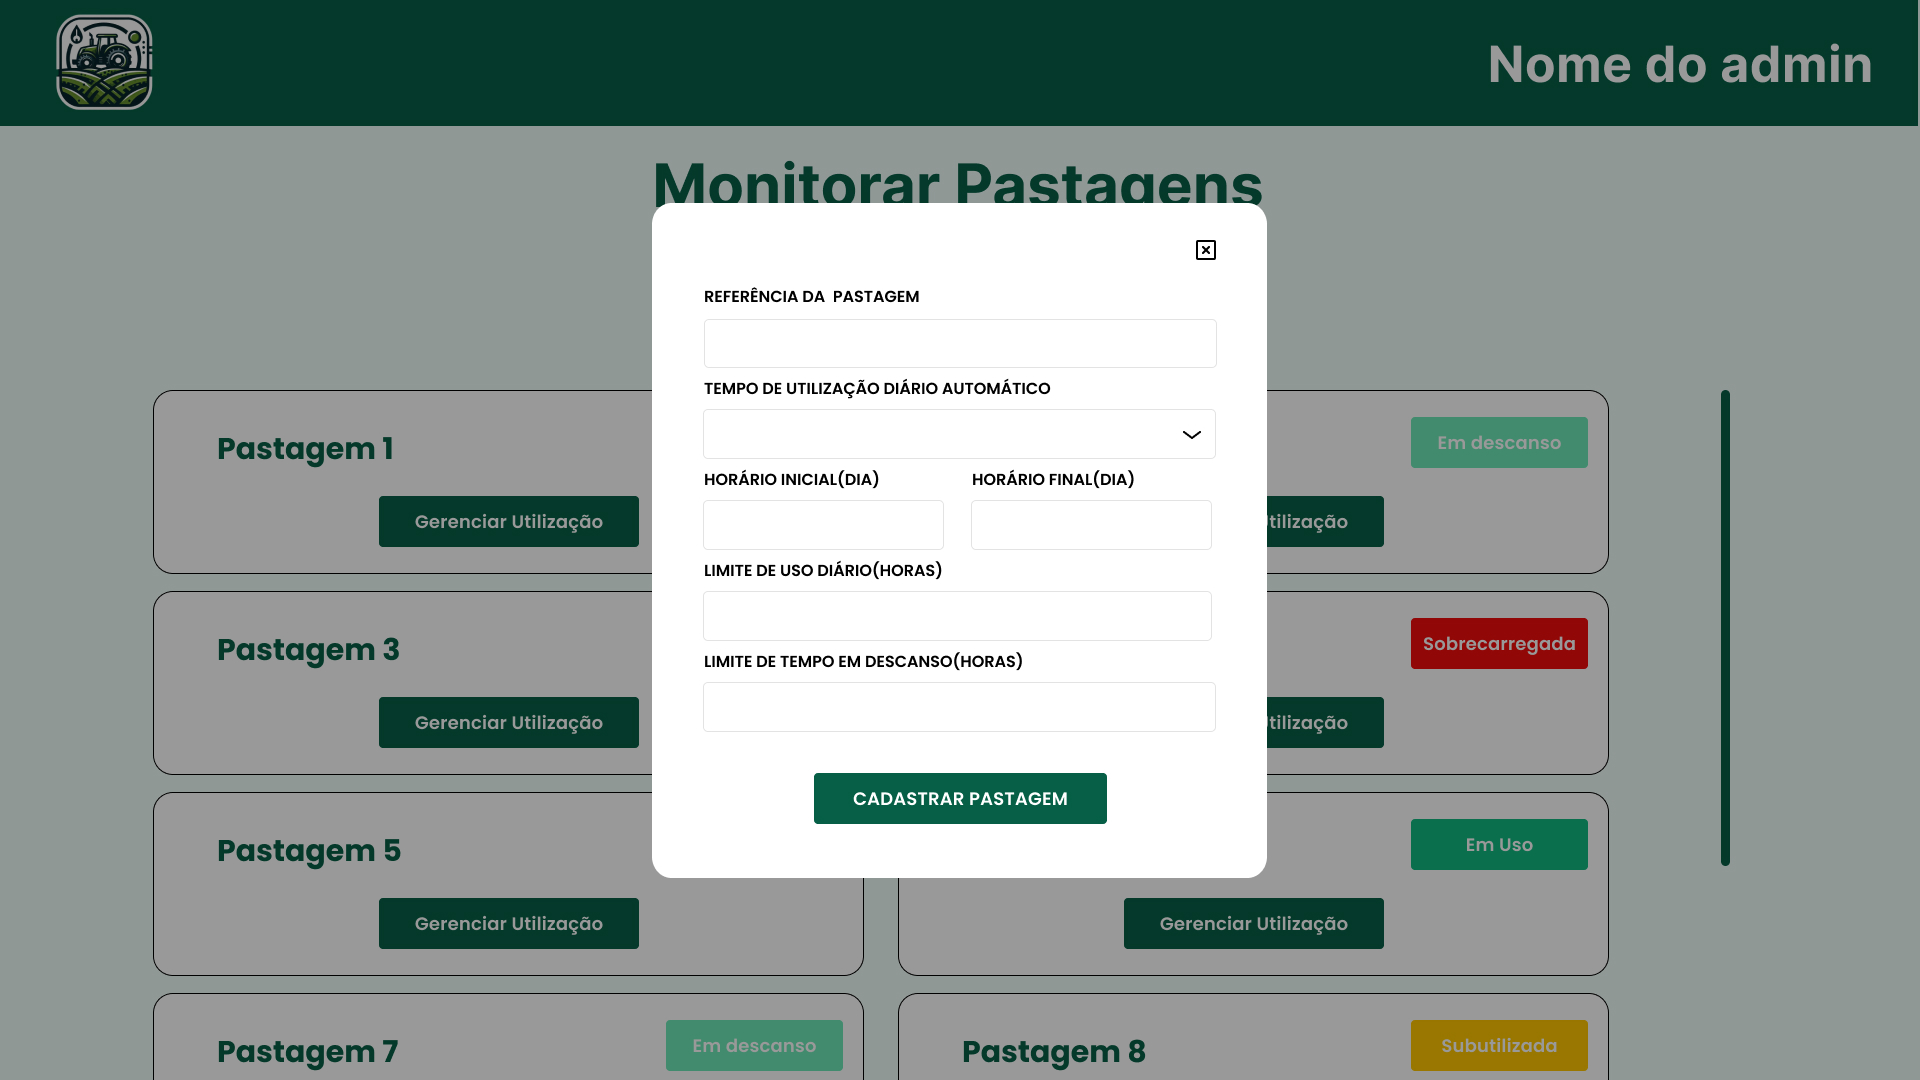 Nome do admin
Monitorar Pastagens
REFERÊNCIA DA  PASTAGEM
TEMPO DE UTILIZAÇÃO DIÁRIO AUTOMÁTICO
Pastagem 1
Em descanso
HORÁRIO INICIAL(DIA)
HORÁRIO FINAL(DIA)
Gerenciar Utilização
Utilização
LIMITE DE USO DIÁRIO(HORAS)
Pastagem 3
Sobrecarregada
LIMITE DE TEMPO EM DESCANSO(HORAS)
Gerenciar Utilização
Utilização
CADASTRAR PASTAGEM
Pastagem 5
Em Uso
Gerenciar Utilização
Gerenciar Utilização
Pastagem 7
Em descanso
Pastagem 8
Subutilizada